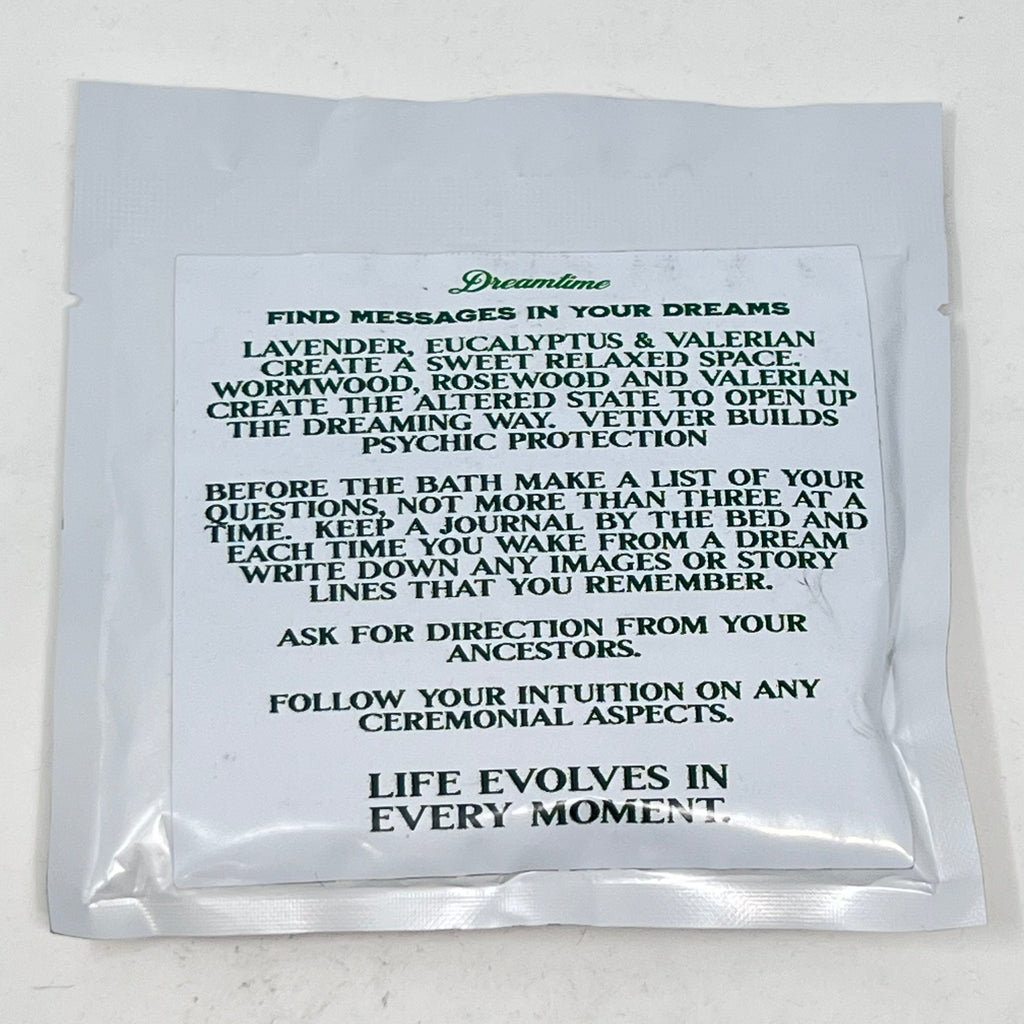 Dreamtime
FIND MESSAGES IN YOUR DREAMS
LAVENDER, EUCALYPTUS & VALERIAN
CREATE A SWEET RELAXED SPACE.
WORMWOOD, ROSEWOOD AND VALERIAN
CREATE THE ALTERED STATE TO OPEN UP
THE DREAMING WAY. VETIVER BUILDS
PSYCHIC PROTECTION
BEFORE THE BATH MAKE A LIST OF YOUR
QUESTIONS, NOT MORE THAN THREE AT A
TIME. KEEP A JOURNAL BY THE BED AND
EACH TIME YOU WAKE FROM A DREAM
WRITE DOWN ANY IMAGES OR STORY
LINES THAT YOU REMEMBER.
ASK FOR DIRECTION FROM YOUR
ANCESTORS.
FOLLOW YOUR INTUITION ON ANY
CEREMONIAL ASPECTS.
LIFE EVOLVES IN
EVERY MOMENT.